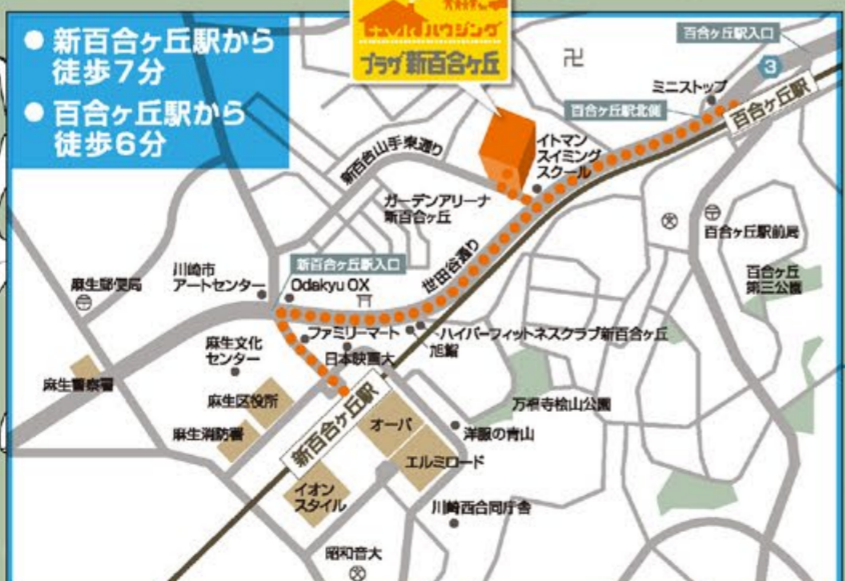 ハウジング
プラザ新百合ヶ丘
● 新百合ヶ丘駅から
徒歩7分
● 百合ヶ丘駅から
徒歩6分
百合ヶ丘駅入口
3
ミニストップ
百合ヶ丘駅北側
百合ヶ丘駅
新百合山手東通り
イトマン
スイミング
スクール
ガーデンアリーナ
新百合ヶ丘
世田谷通り
百合ヶ丘駅前局
百合ヶ丘
第三公園
新百合ヶ丘駅入口
川崎市
アートセンター
Odakyu OX
麻生郵便局
ファミリーマート
ハイパーフィットネスクラブ新百合ヶ丘
旭鮨
麻生文化
センター
日本映画大
麻生警察署
麻生区役所
麻生消防署
新百合ヶ丘駅
オーパ
万福寺桧山公園
洋服の青山
エルミロード
イオン
スタイル
川崎西合同庁舎
昭和音大